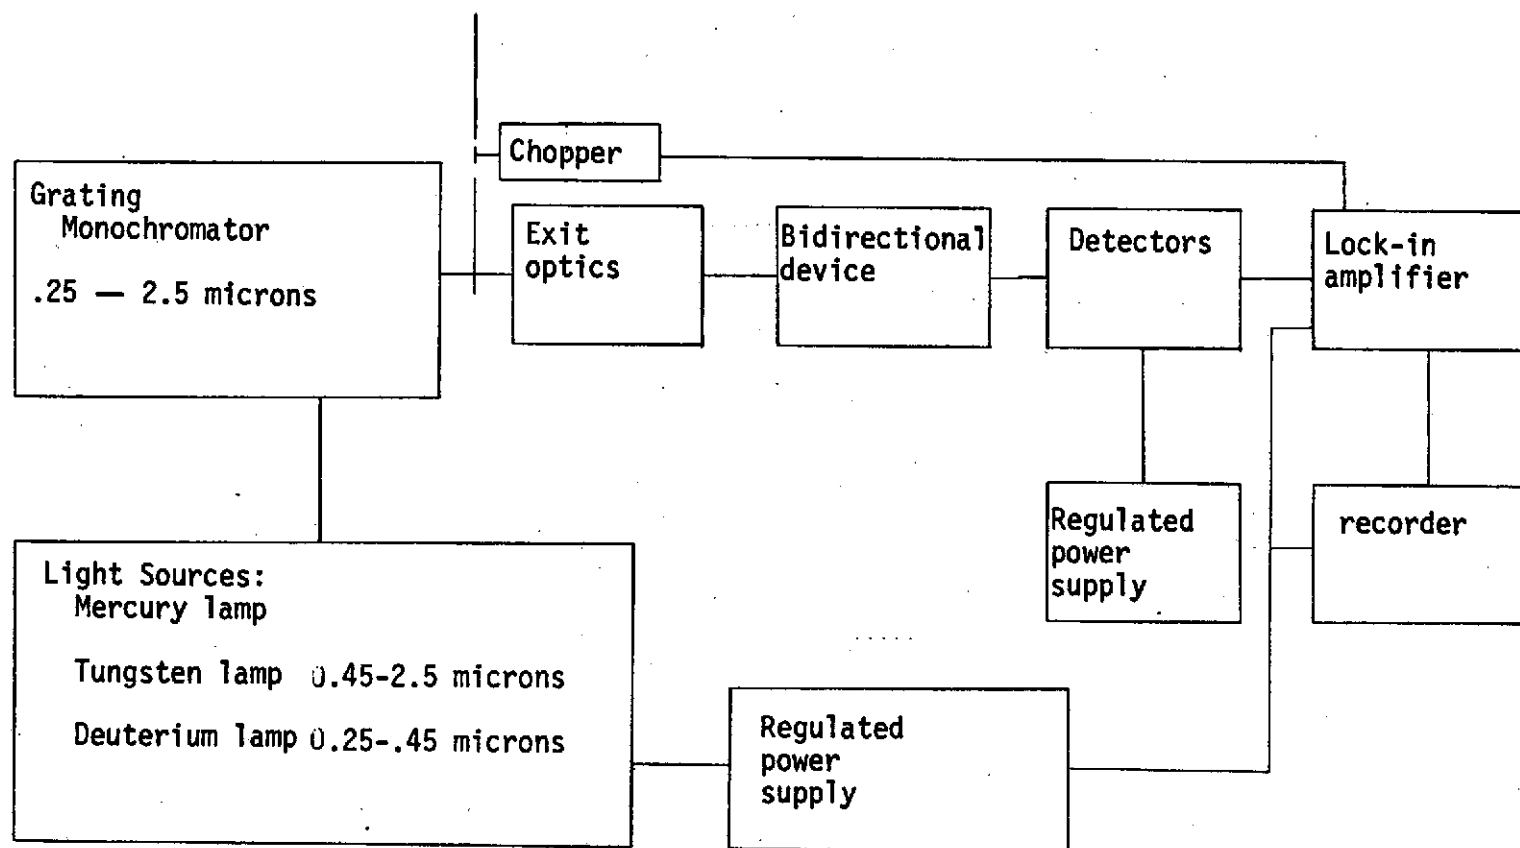 Chopper
Grating
Monochromator
.25 — 2.5 microns
Exit
optics
Bidirectional
device
Detectors
Lock-in
amplifier
Regulated
power
supply
recorder
Light Sources:
Mercury lamp
Tungsten lamp 0.45-2.5 microns
Deuterium lamp 0.25-.45 microns
Regulated
power
supply